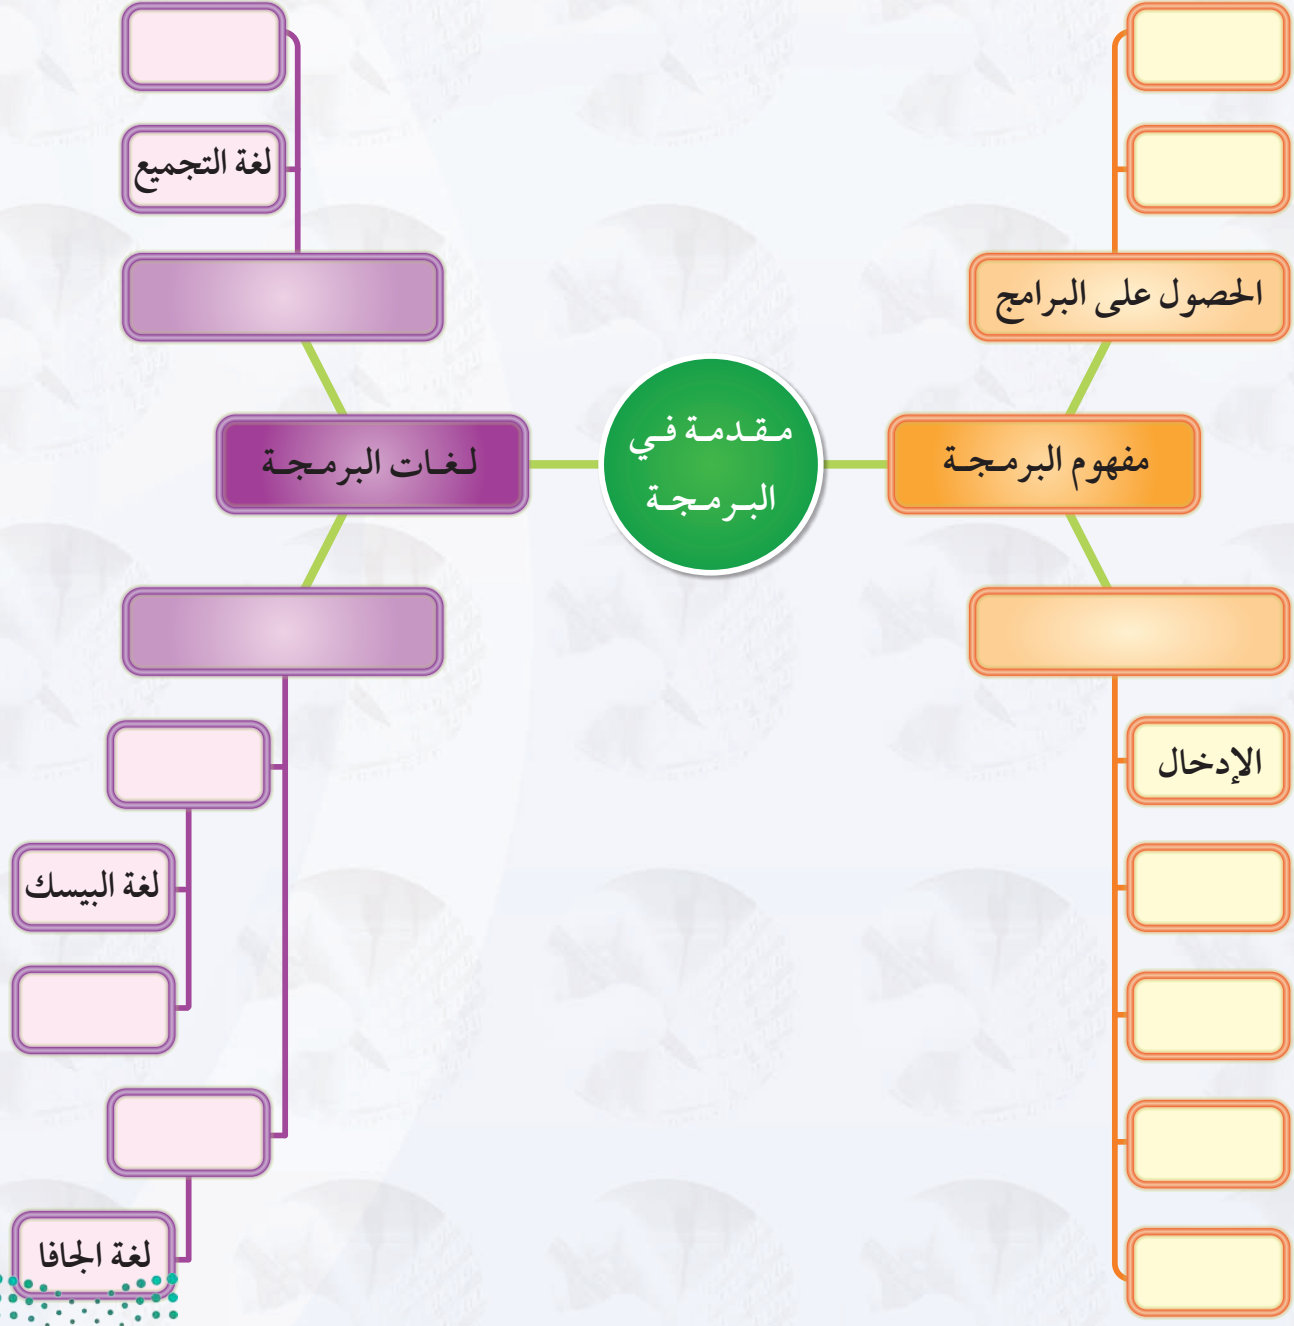 لغة التجميع
الحصول على البرامج
مقدمة في
البرمجة
مفهوم البرمجة
لغات البرمجة
الإدخال
لغة البيسك
لغة الجافا